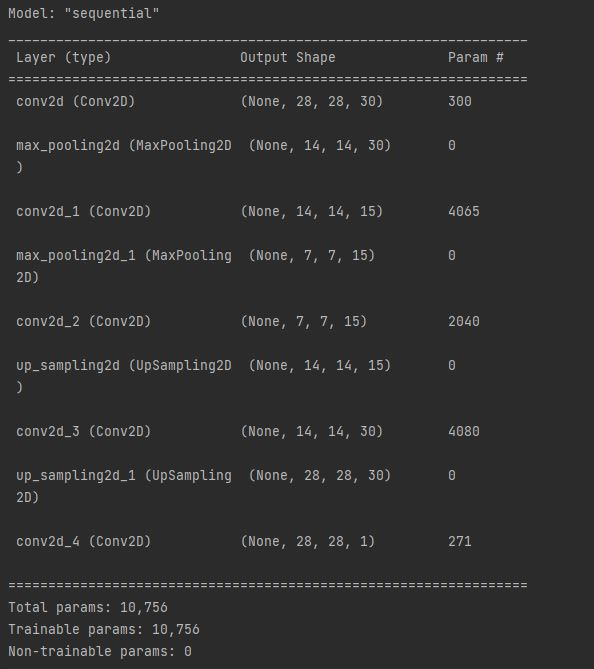 Model: "sequential"
_________________________________________________________________
Layer (type) Output Shape Param #
=================================================================
conv2d (Conv2D) (None, 28, 28, 30) 300
max_pooling2d (MaxPooling2D (None, 14, 14, 30) 0
)
conv2d_1 (Conv2D) (None, 14, 14, 15) 4065
max_pooling2d_1 (MaxPooling (None, 7, 7, 15) 0
2D)
conv2d_2 (Conv2D) (None, 7, 7, 15) 2040
up_sampling2d (UpSampling2D (None, 14, 14, 15) 0
)
conv2d_3 (Conv2D) (None, 14, 14, 30) 4080
up_sampling2d_1 (UpSampling (None, 28, 28, 30) 0
2D)
conv2d_4 (Conv2D) (None, 28, 28, 1) 271
=================================================================
Total params: 10,756
Trainable params: 10,756
Non-trainable params: 0